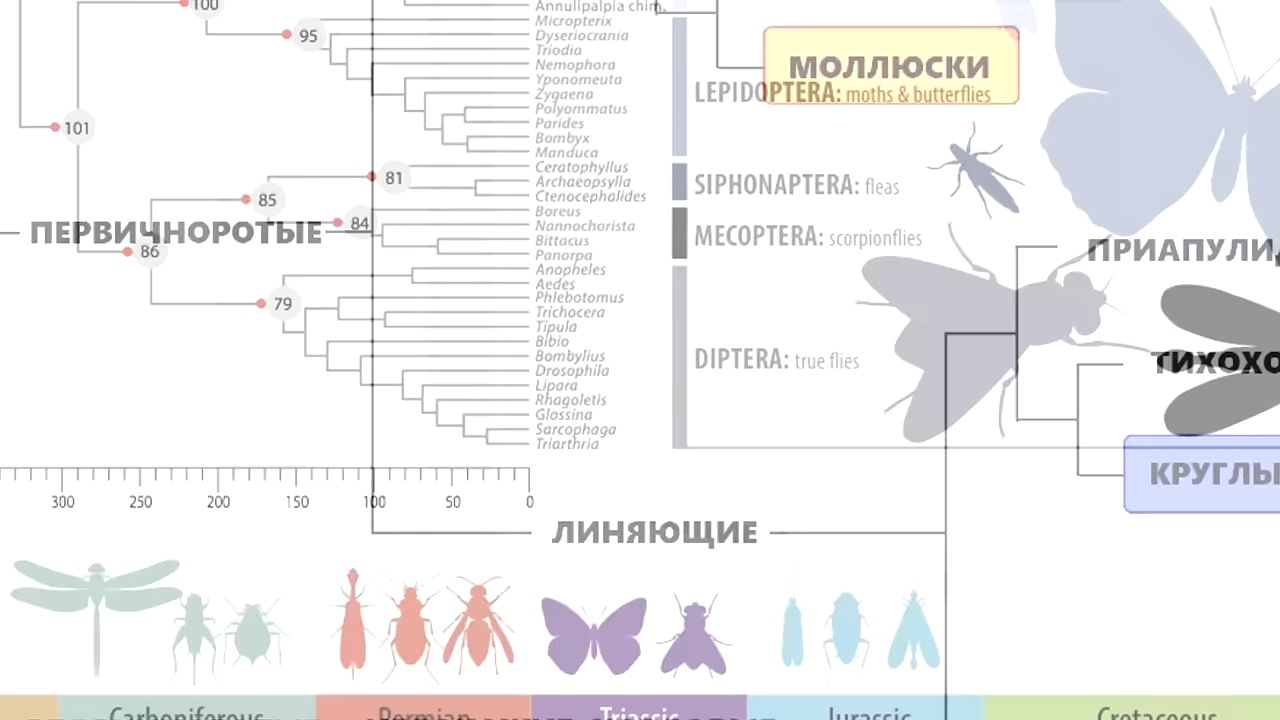 100
Annulipalpia chim.
Micropterix
95
Dyseriocrania
Triodia
Nemophora
Yponomeuta
Zygaena
Polyommatus
Parides
Bombyx
Manduca
МОЛЛЮСКИ
LEPIDOPTERA: moths & butterflies
101
Ceratophyllus
81
Archaeopsylla
Ctenocephalides
SIPHONAPTERA: fleas
85
Boreus
84
Nannochorista
Bittacus
Panorpa
MECOPTERA: scorpionflies
ПЕРВИЧНОРОТЫЕ
86
ПРИАПУЛИД
Anopheles
Aedes
79
Phlebotomus
Trichocera
Tipula
Bibio
Bombylius
Drosophila
Lipara
Rhagoletis
Glossina
Sarcophaga
Triarthria
DIPTERA: true flies
ТИХОХО
КРУГЛЫ
300 250 200 150 100 50 0
ЛИНЯЮЩИЕ
Carboniferous Permian Triassic Jurassic Cretaceous